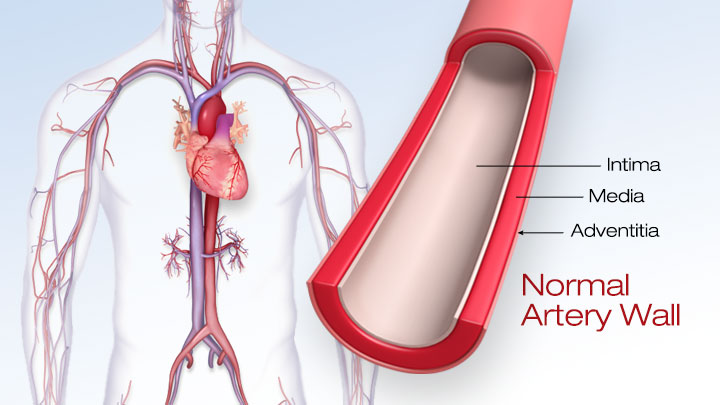 Intima
Media
Adventitia
Normal
Artery Wall